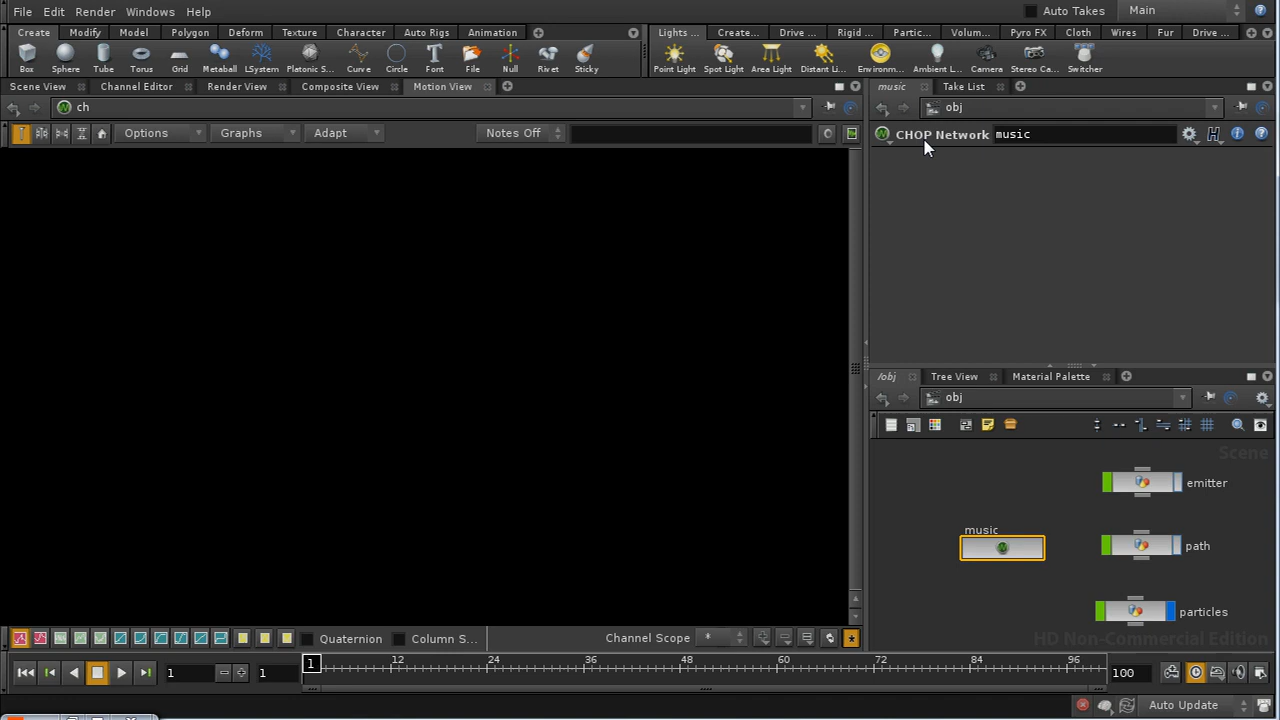 File Edit Render Windows Help Auto Takes Main
Create Modify Model Polygon Deform Texture Character Auto Rigs Animation Lights ... Create... Drive ... Rigid ... Partic... Volum... Pyro FX Cloth Wires Fur Drive ...
Box Sphere Tube Torus Grid Metaball LSystem Platonic S... Curve Circle Font File Null Rivet Sticky Point Light Spot Light Area Light Distant Li... Environm... Ambient L... Camera Stereo Ca... Switcher
Scene View Channel Editor Render View Composite View Motion View music Take List
ch obj
Options Graphs Adapt Notes Off CHOP Network music
/obj Tree View Material Palette
obj
Scene
emitter
music
path
particles
HD Non-Commercial Edition
Quaternion Column S... Channel Scope *
1 1 1 12 24 36 48 60 72 84 96 100
Auto Update